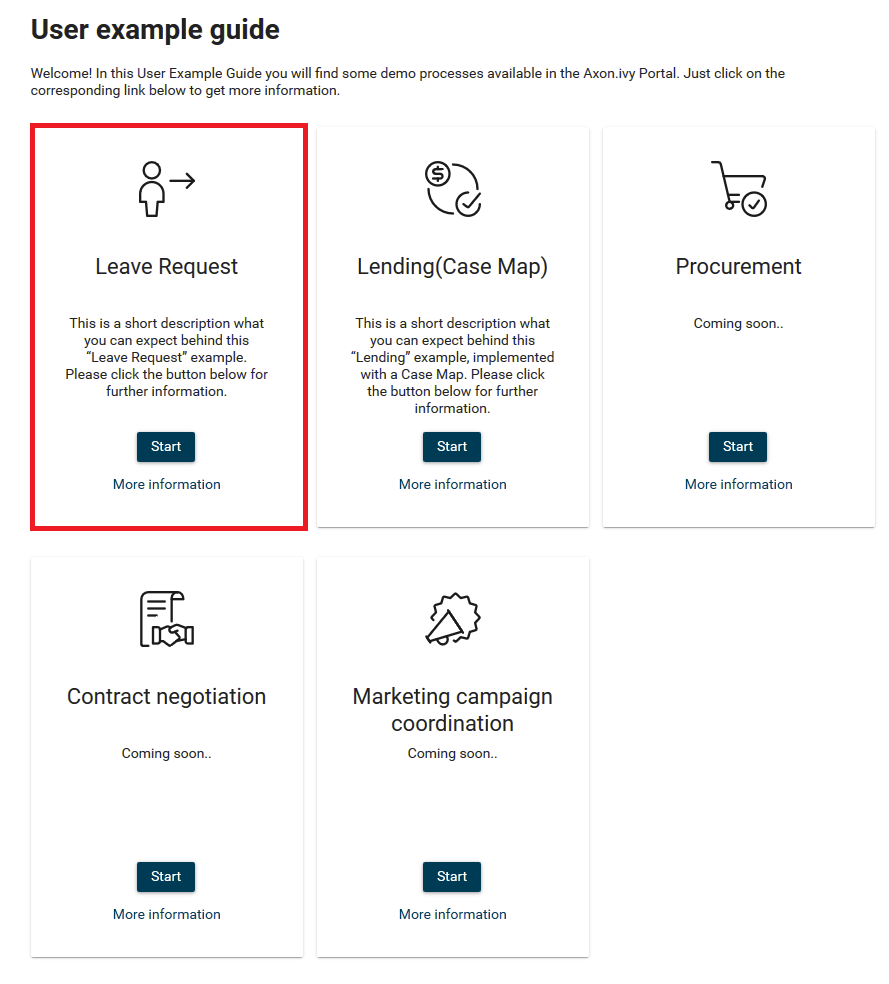 User example guide
Welcome! In this User Example Guide you will find some demo processes available in the Axon.ivy Portal. Just click on the
corresponding link below to get more information.
Leave Request
This is a short description what
you can expect behind this
“Leave Request” example.
Please click the button below for
further information.
Start
More information
Lending(Case Map)
This is a short description what
you can expect behind this
“Lending” example, implemented
with a Case Map. Please click
the button below for further
information.
Start
More information
Procurement
Coming soon..
Start
More information
Contract negotiation
Coming soon..
Start
More information
Marketing campaign
coordination
Coming soon..
Start
More information